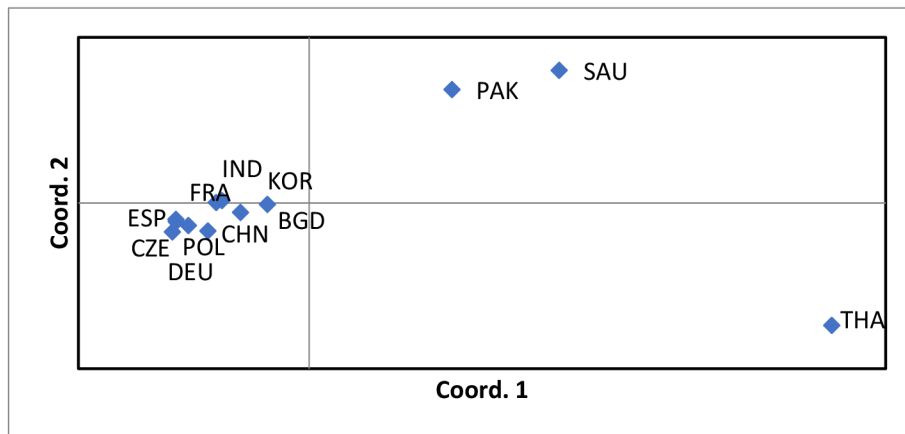 SAU
PAK
IND
KOR
FRA
ESP
BGD
CHN
CZE
POL
DEU
THA
Coord. 2
Coord. 1